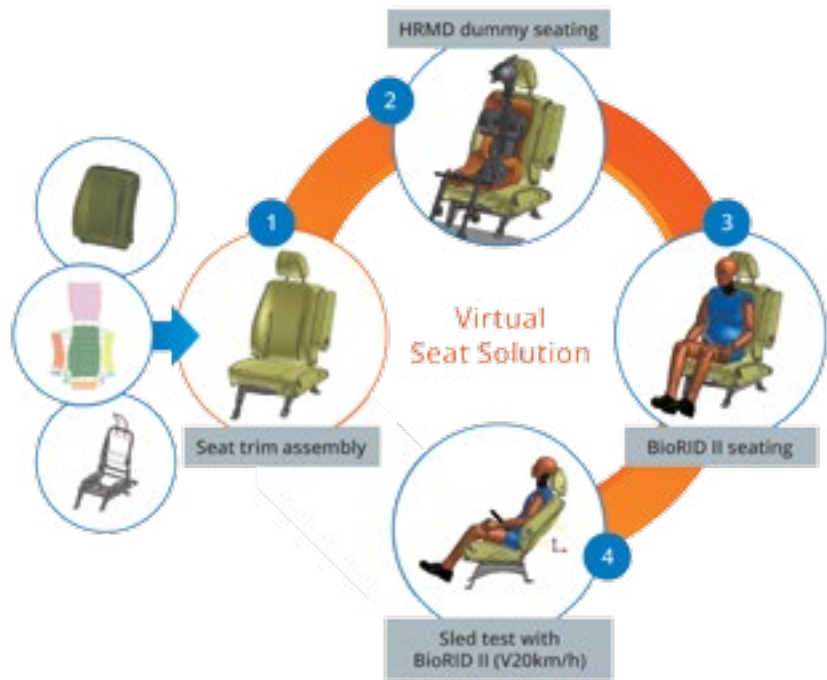 HRMD dummy seating
2
1
3
Virtual
Seat Solution
Seat trim assembly
BioRID II seating
4
Sled test with
BioRID II (V20km/h)